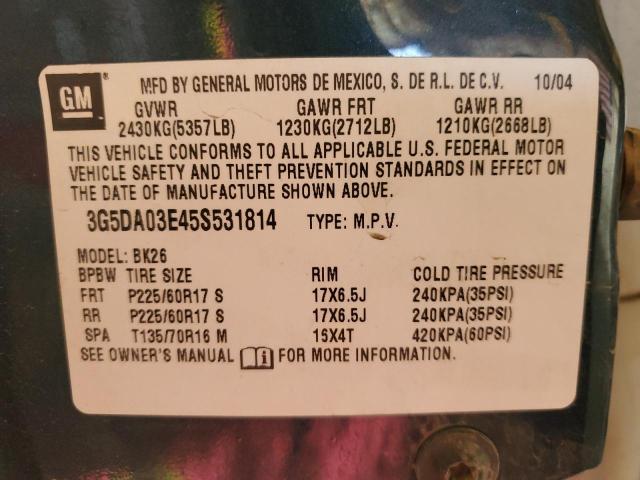 GM ® MFD BY GENERAL MOTORS DE MEXICO, S. DE R.L. DE C.V. 10/04
GVWR GAWR FRT GAWR RR
2430KG(5357LB) 1230KG(2712LB) 1210KG(2668LB)
THIS VEHICLE CONFORMS TO ALL APPLICABLE U.S. FEDERAL MOTOR
VEHICLE SAFETY AND THEFT PREVENTION STANDARDS IN EFFECT ON
THE DATE OF MANUFACTURE SHOWN ABOVE.
3G5DA03E45S531814 TYPE: M.P.V.
MODEL: BK26
BPBW TIRE SIZE RIM COLD TIRE PRESSURE
FRT P225/60R17 S 17X6.5J 240KPA(35PSI)
RR P225/60R17 S 17X6.5J 240KPA(35PSI)
SPA T135/70R16 M 16X4T 420KPA(60PSI)
SEE OWNER'S MANUAL FOR MORE INFORMATION.